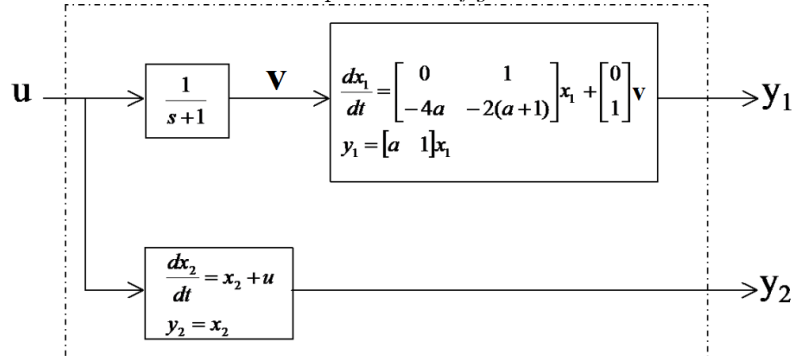 u
1
s+1
v
dx₁/dt = [0 1; -4a -2(a+1)]x₁ + [0; 1]v
y₁ = [a 1]x₁
y₁
dx₂/dt = x₂ + u
y₂ = x₂
y₂